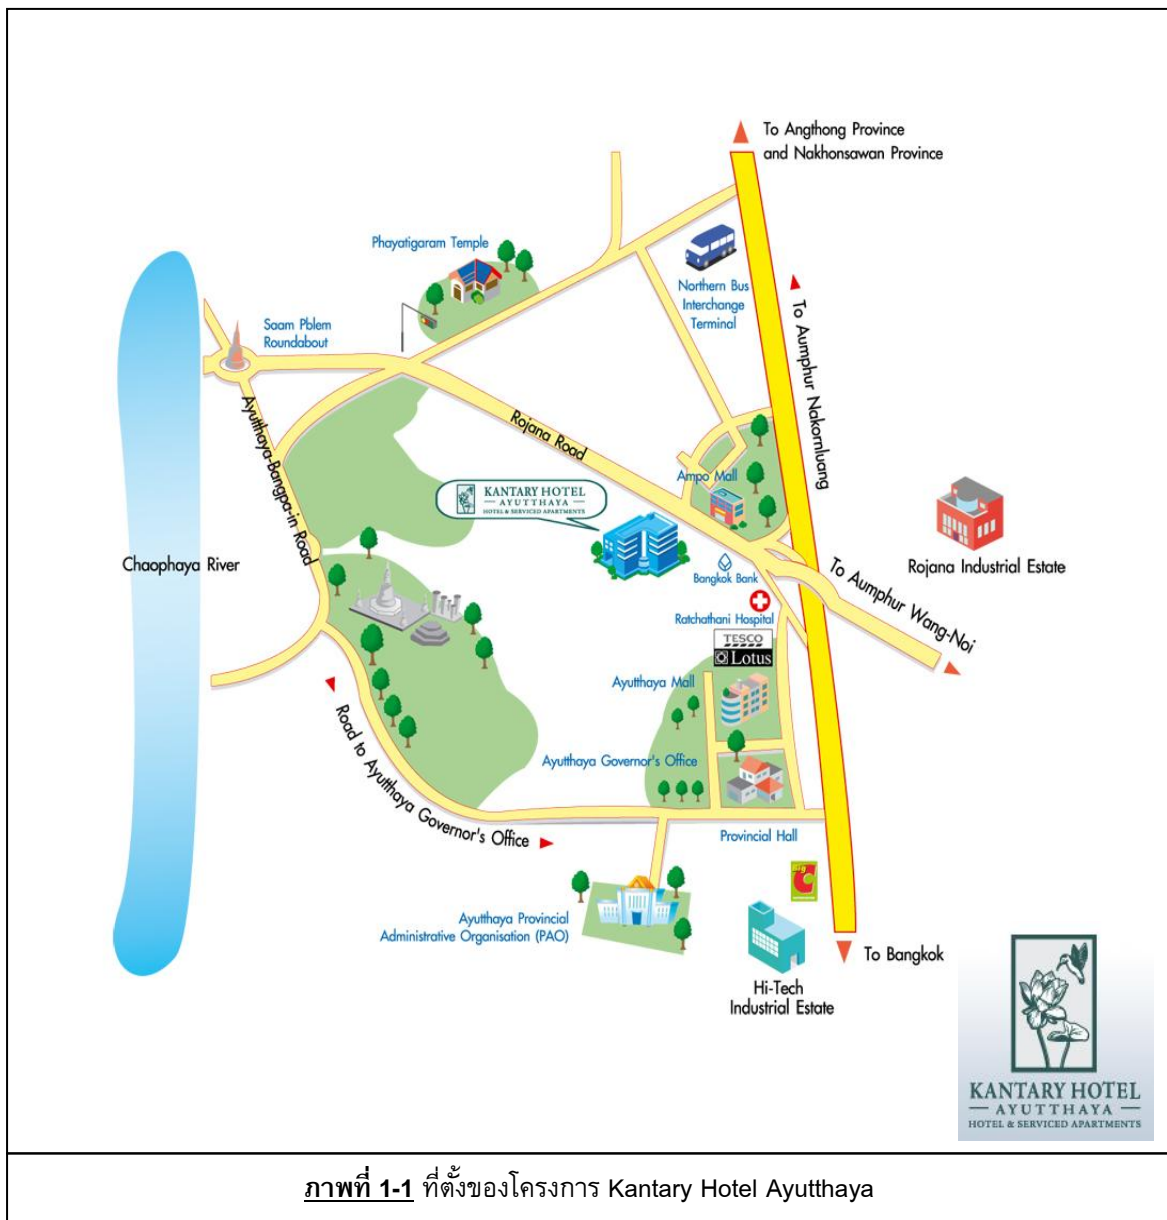 To Angthong Province
and Nakhonsawan Province
Phayatigaram Temple
Northern Bus
Interchange
Terminal
To Aumphur Nakornluang
Saam Pblem
Roundabout
Ayutthaya-Bangpa-in Road
Rojana Road
Ampo Mall
KANTARY HOTEL
AYUTTHAYA
HOTEL & SERVICED APARTMENTS
Chaophaya River
Bangkok Bank
To Aumphur Wang-Noi
Rojana Industrial Estate
Ratchathani Hospital
TESCO
Lotus
Ayutthaya Mall
Road to Ayutthaya Governor's Office
Ayutthaya Governor's Office
Provincial Hall
Ayutthaya Provincial
Administrative Organisation (PAO)
To Bangkok
Hi-Tech
Industrial Estate
KANTARY HOTEL
AYUTTHAYA
HOTEL & SERVICED APARTMENTS
ภาพที่ 1-1 ที่ตั้งของโครงการ Kantary Hotel Ayutthaya